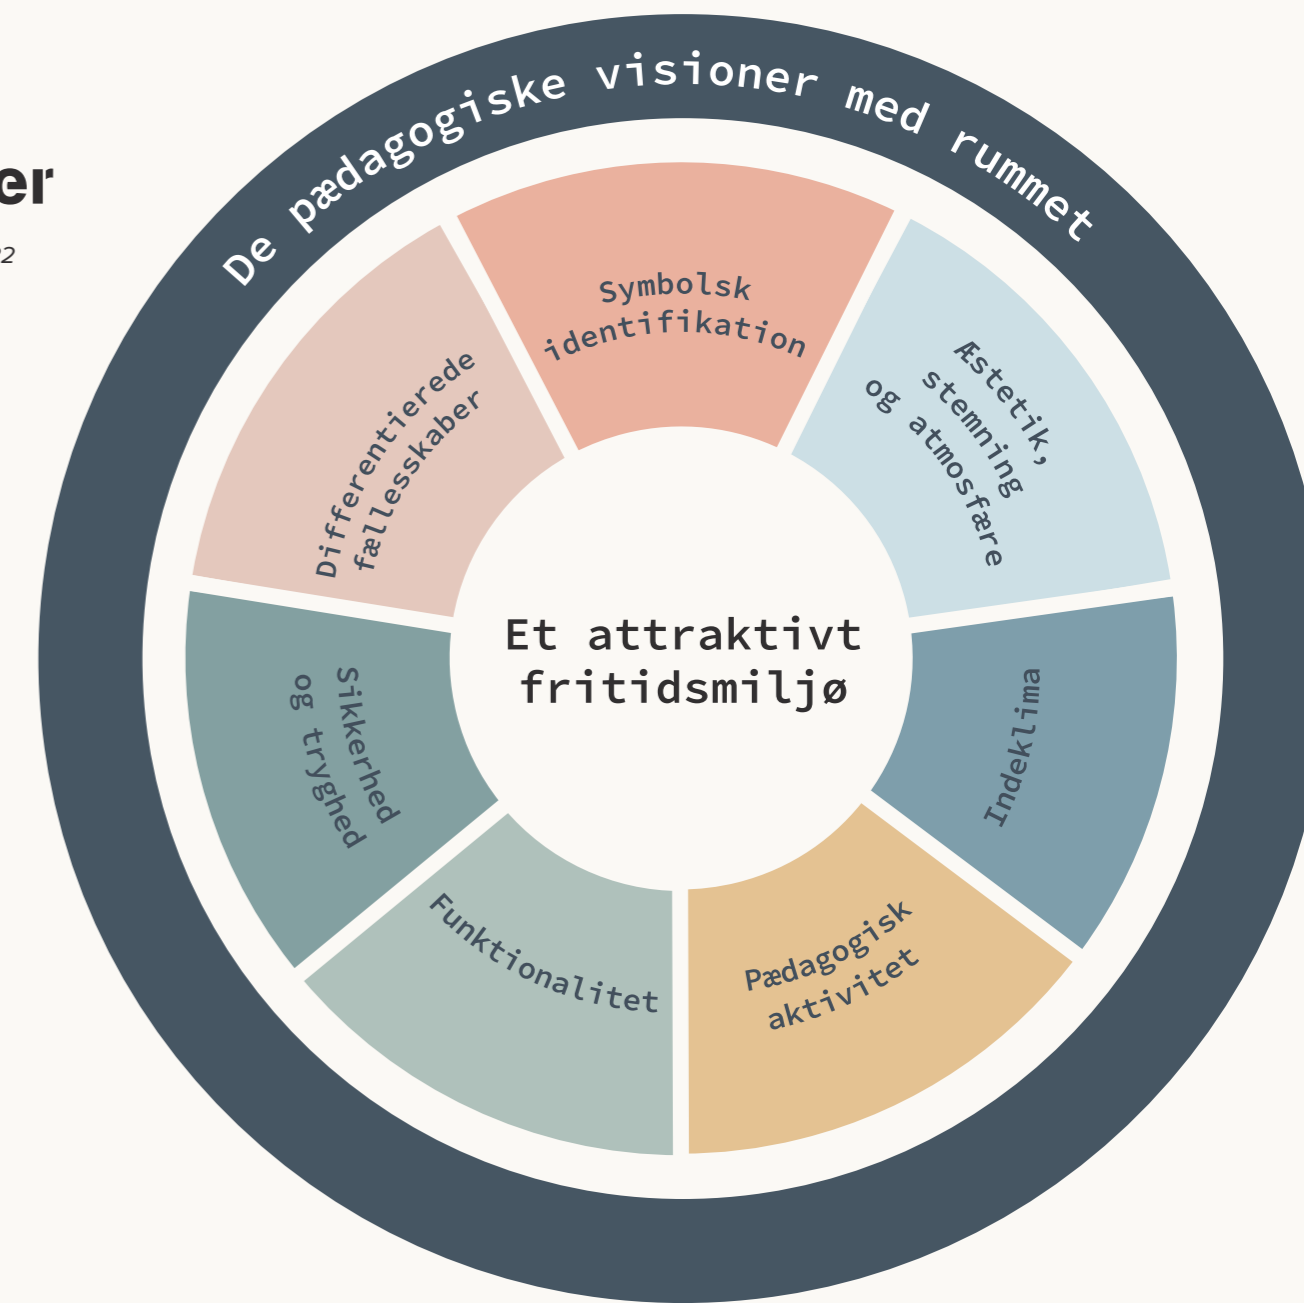 er
De pædagogiske visioner med rummet
Symbolsk
identifikation
Æstetik,
stemning
og atmosfære
Indeklima
Pædagogisk
aktivitet
Funktionalitet
Sikkerhed
og tryghed
Differentierede
fællesskaber
Et attraktivt
fritidsmiljø